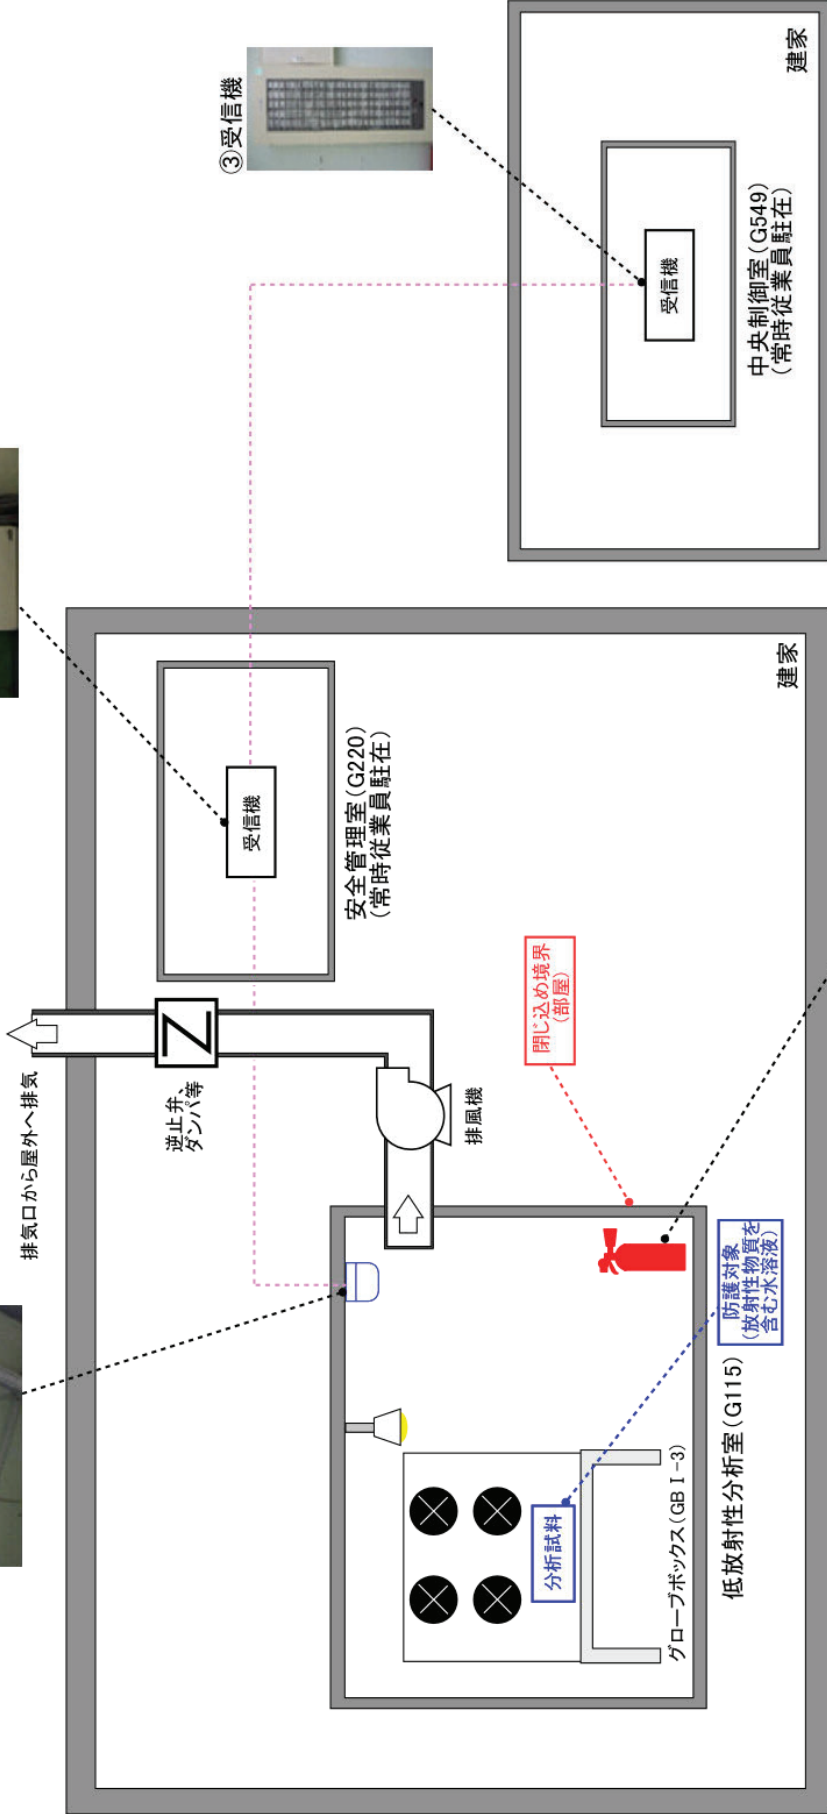 排気口から屋外へ排気
逆止弁、
ダンパ等
排風機
受信機
安全管理室(G220)
(常時従業員駐在)
③受信機
受信機
中央制御室(G549)
(常時従業員駐在)
建家
閉じ込め境界
(部屋)
防護対象
(放射性物質を
含む水溶液)
分析試料
グローブボックス(GBⅠ-3)
低放射性分析室(G115)
建家